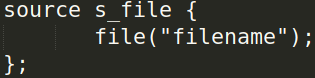 source s_file {
        file("filename");
};